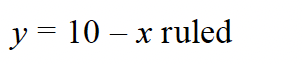 y = 10 – x ruled